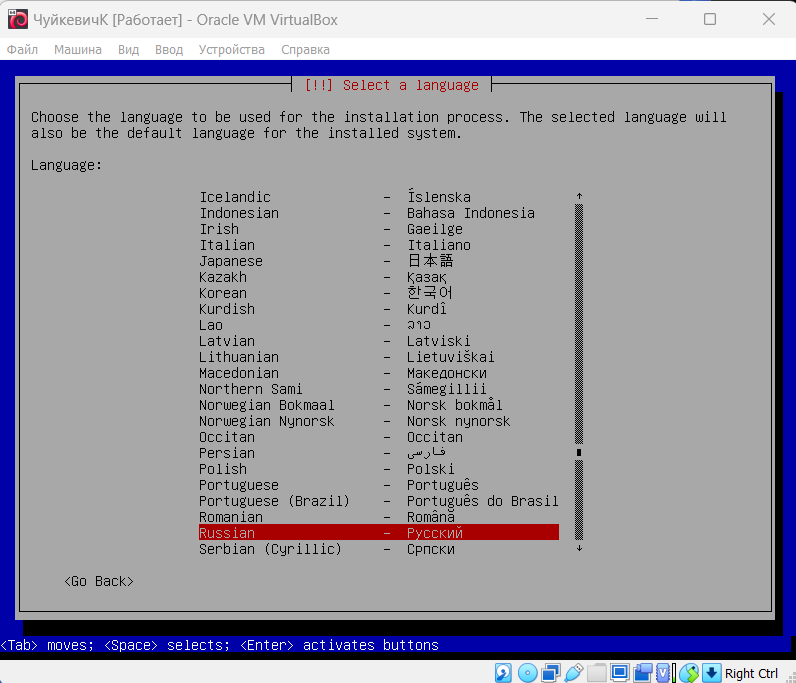 ЧуйкевичК [Работает] - Oracle VM VirtualBox
Файл Машина Вид Ввод Устройства Справка
[!!] Select a language
Choose the language to be used for the installation process. The selected language will
also be the default language for the installed system.
Language:
Icelandic - Íslenska
Indonesian - Bahasa Indonesia
Irish - Gaeilge
Italian - Italiano
Japanese - 日本語
Kazakh - Қазақ
Korean - 한국어
Kurdish - Kurdî
Lao - ລາວ
Latvian - Latviski
Lithuanian - Lietuviškai
Macedonian - Македонски
Northern Sami - Sámegillii
Norwegian Bokmaal - Norsk bokmål
Norwegian Nynorsk - Norsk nynorsk
Occitan - Occitan
Persian - فارسی
Polish - Polski
Portuguese - Português
Portuguese (Brazil) - Português do Brasil
Romanian - Română
Russian - Русский
Serbian (Cyrillic) - Српски
<Go Back>
<Tab> moves; <Space> selects; <Enter> activates buttons
Right Ctrl